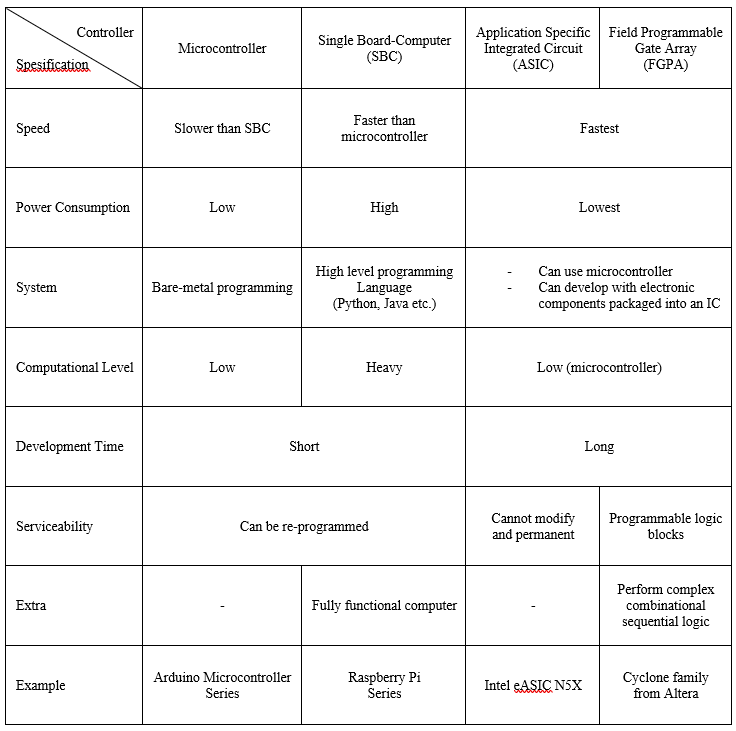 Controller
Spesification
Microcontroller
Single Board-Computer
(SBC)
Application Specific
Integrated Circuit
(ASIC)
Field Programmable
Gate Array
(FGPA)
Speed
Slower than SBC
Faster than
microcontroller
Fastest
Power Consumption
Low
High
Lowest
System
Bare-metal programming
High level programming
Language
(Python, Java etc.)
- Can use microcontroller
- Can develop with electronic
components packaged into an IC
Computational Level
Low
Heavy
Low (microcontroller)
Development Time
Short
Long
Serviceability
Can be re-programmed
Cannot modify
and permanent
Programmable logic
blocks
Extra
-
Fully functional computer
-
Perform complex
combinational
sequential logic
Example
Arduino Microcontroller
Series
Raspberry Pi
Series
Intel eASIC N5X
Cyclone family
from Altera